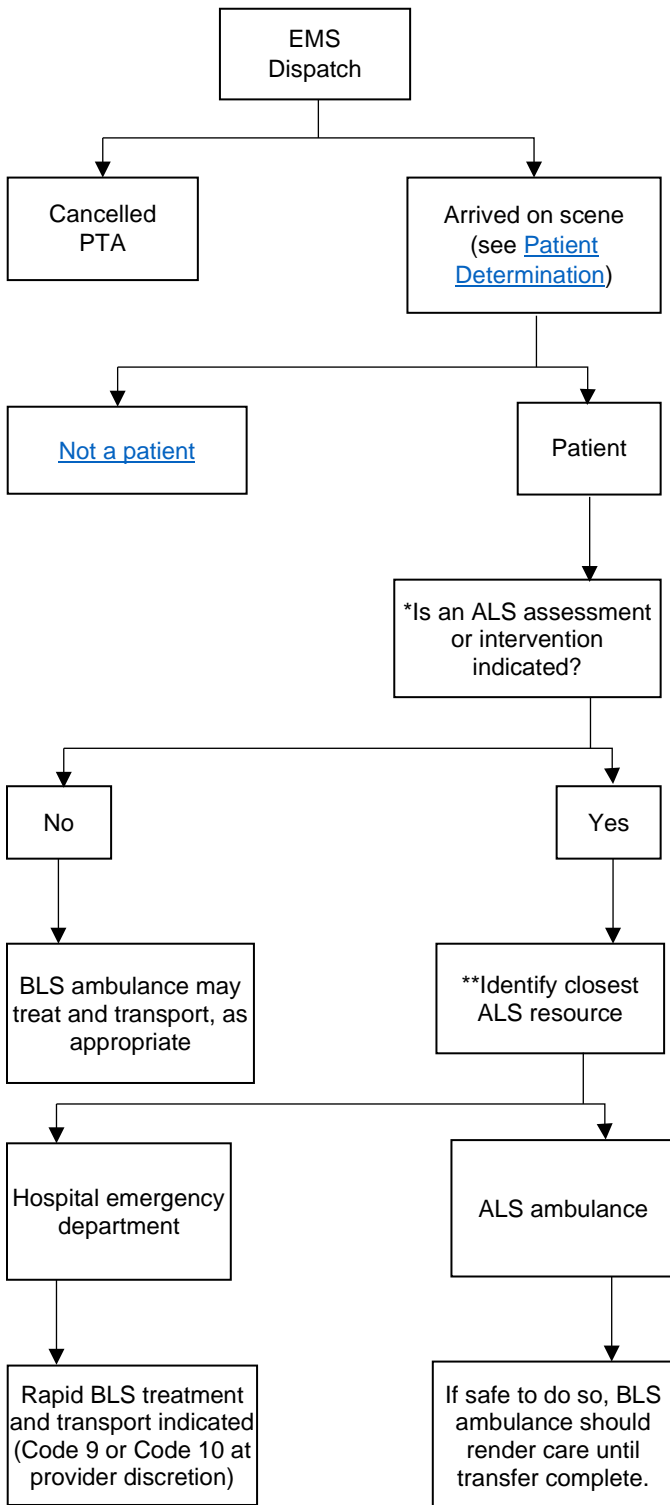 EMS
Dispatch
Cancelled
PTA
Arrived on scene
(see Patient
Determination)
Not a patient
Patient
*Is an ALS assessment
or intervention
indicated?
No
Yes
BLS ambulance may
treat and transport, as
appropriate
**Identify closest
ALS resource
Hospital emergency
department
ALS ambulance
Rapid BLS treatment
and transport indicated
(Code 9 or Code 10 at
provider discretion)
If safe to do so, BLS
ambulance should
render care until
transfer complete.